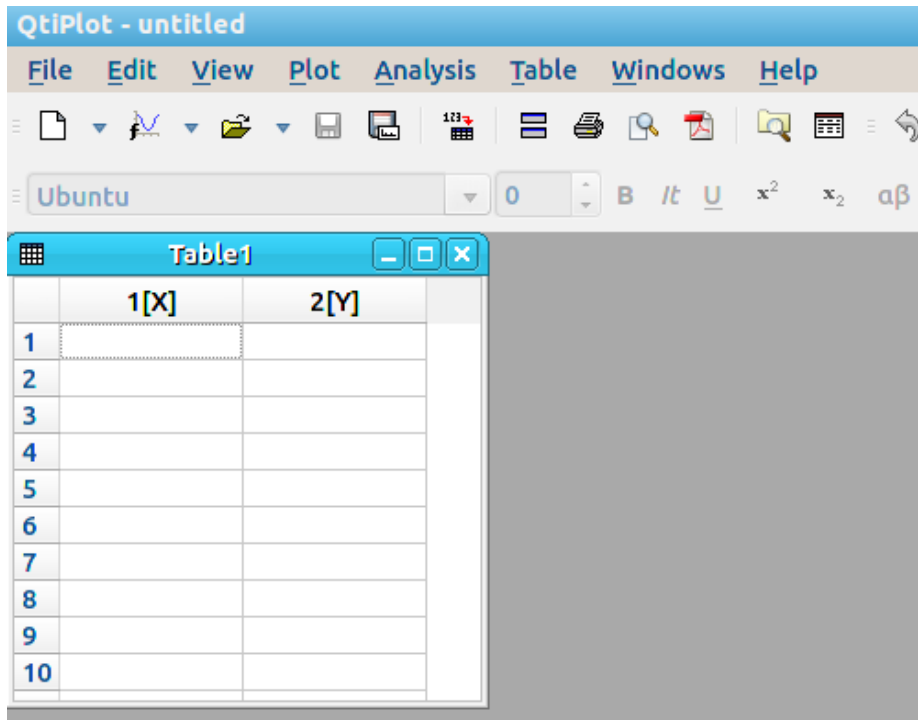 QtiPlot - untitled
File Edit View Plot Analysis Table Windows Help
123
Ubuntu 0 B It U x² x₂ αβ
Table1
1[X] 2[Y]
1
2
3
4
5
6
7
8
9
10